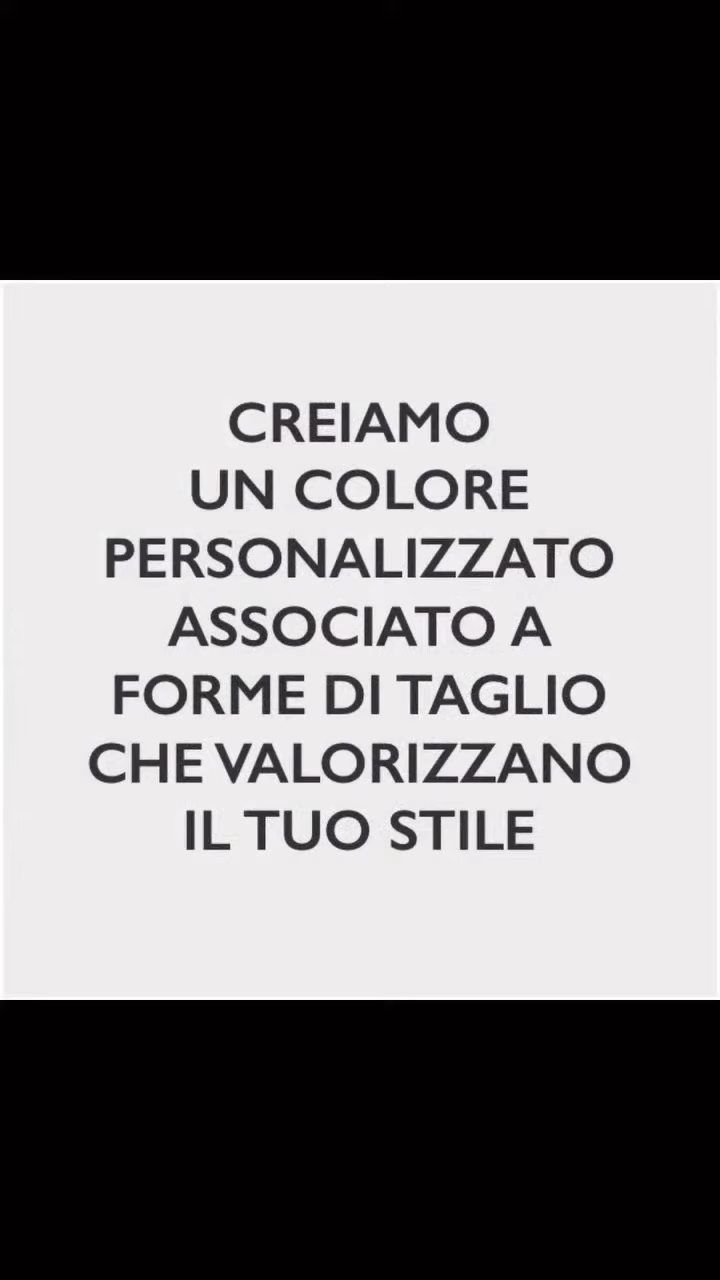 CREIAMO
UN COLORE
PERSONALIZZATO
ASSOCIATO A
FORME DI TAGLIO
CHE VALORIZZANO
IL TUO STILE